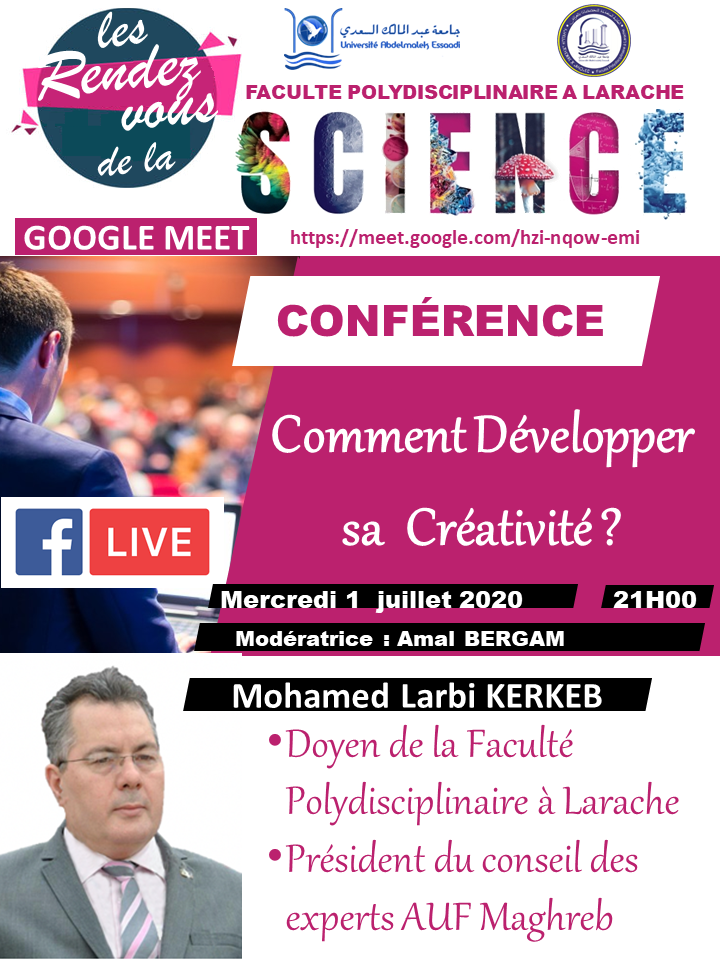 les
Rendez
vous
de la
جامعة عبد المالك السعدي
Université Abdelmalek Essaadi
FACULTE POLYDISCIPLINAIRE A LARACHE
SCIENCE
GOOGLE MEET
https://meet.google.com/hzi-nqow-emi
CONFÉRENCE
Comment Développer
sa Créativité ?
f LIVE
Mercredi 1 juillet 2020
21H00
Modératrice : Amal BERGAM
Mohamed Larbi KERKEB
•Doyen de la Faculté
Polydisciplinaire à Larache
•Président du conseil des
experts AUF Maghreb